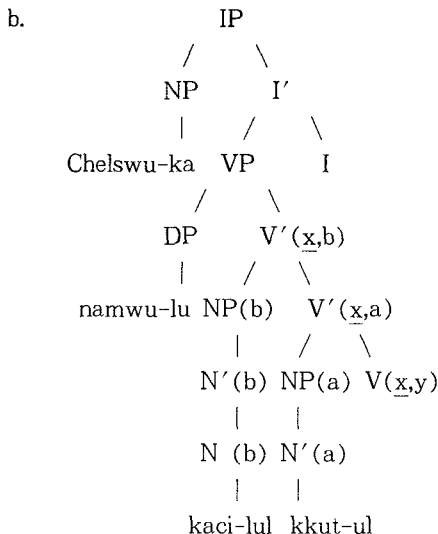 b. IP
/ \
NP I′
| / \
Chelswu-ka VP I
/ \
DP V′(x,b)
| / \
namwu-lu NP(b) V′(x,a)
| / \
N′(b) NP(a) V(x,y)
| |
N (b) N′(a)
| |
kaci-lul kkut-ul